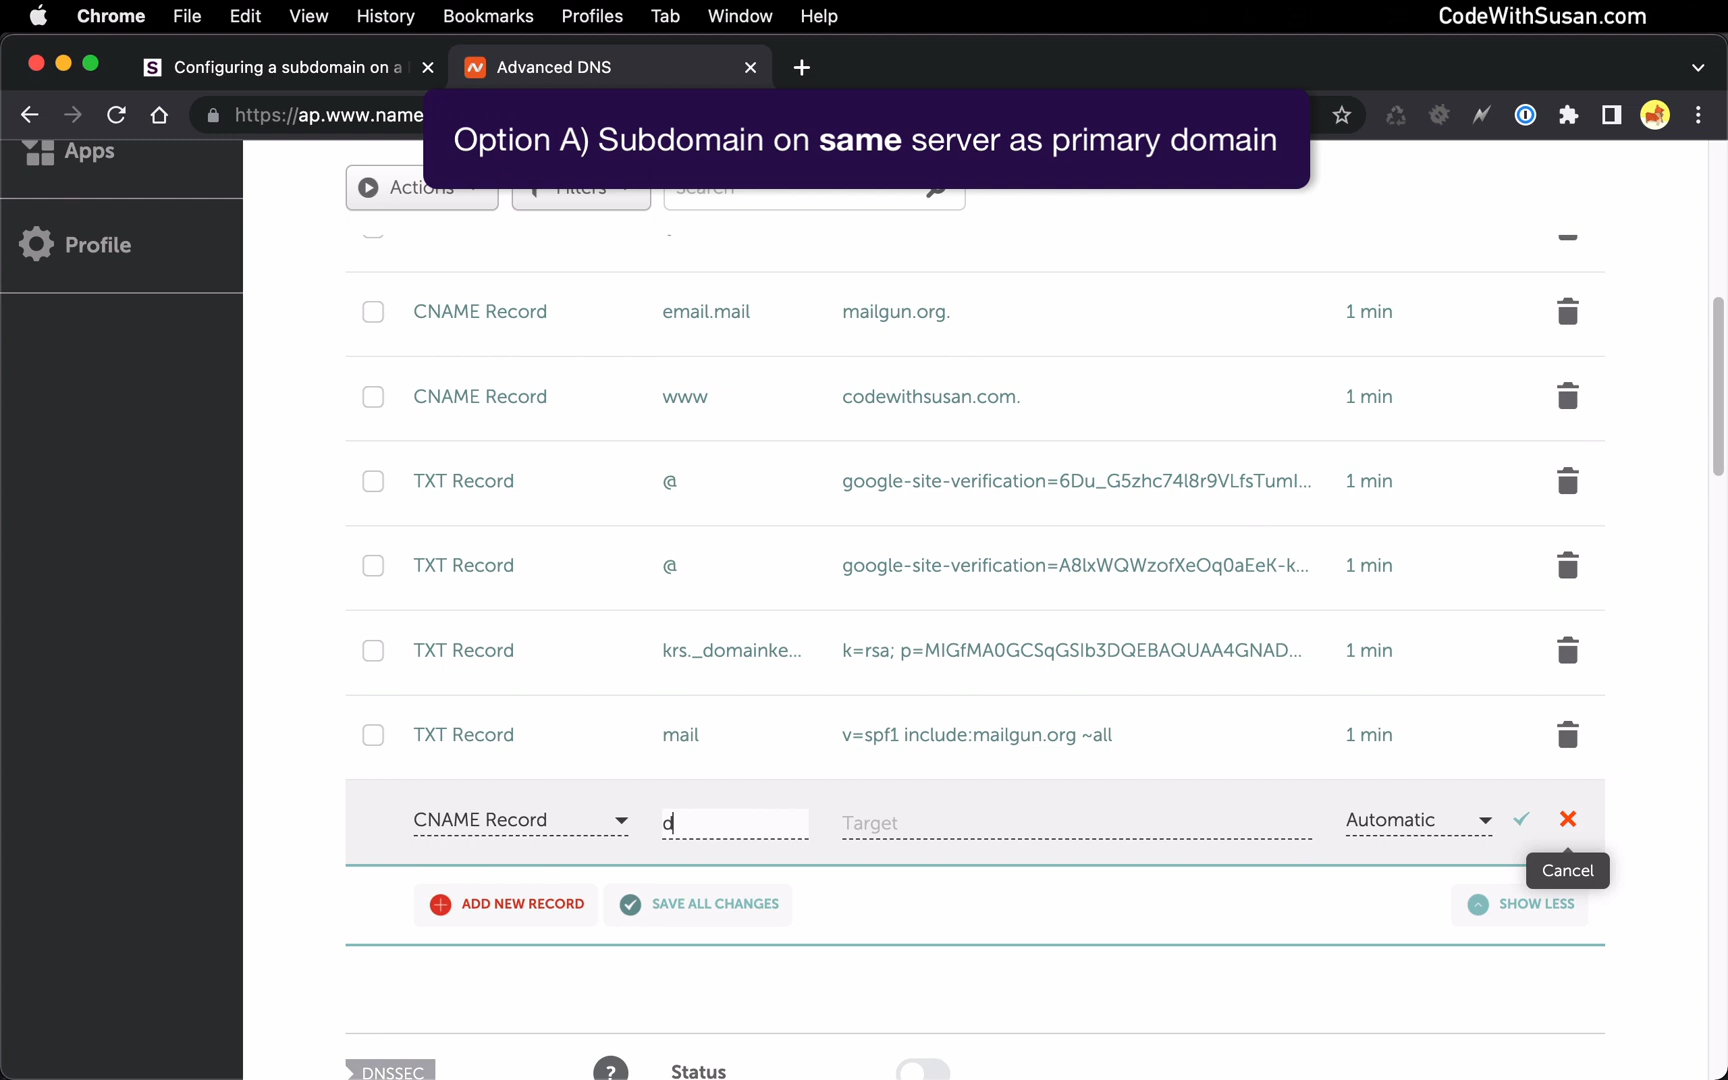 Chrome File Edit View History Bookmarks Profiles Tab Window Help CodeWithSusan.com
Configuring a subdomain on a
Advanced DNS
https://ap.www.name
Option A) Subdomain on same server as primary domain
Apps
Actions
Filters
Search
Profile
CNAME Record email.mail mailgun.org. 1 min
CNAME Record www codewithsusan.com. 1 min
TXT Record @ google-site-verification=6Du_G5zhc74l8r9VLfsTumI... 1 min
TXT Record @ google-site-verification=A8lxWQWzofXeOq0aEeK-k... 1 min
TXT Record krs._domainke... k=rsa; p=MIGfMA0GCSqGSIb3DQEBAQUAA4GNAD... 1 min
TXT Record mail v=spf1 include:mailgun.org ~all 1 min
CNAME Record d Target Automatic
Cancel
ADD NEW RECORD SAVE ALL CHANGES SHOW LESS
DNSSEC ? Status